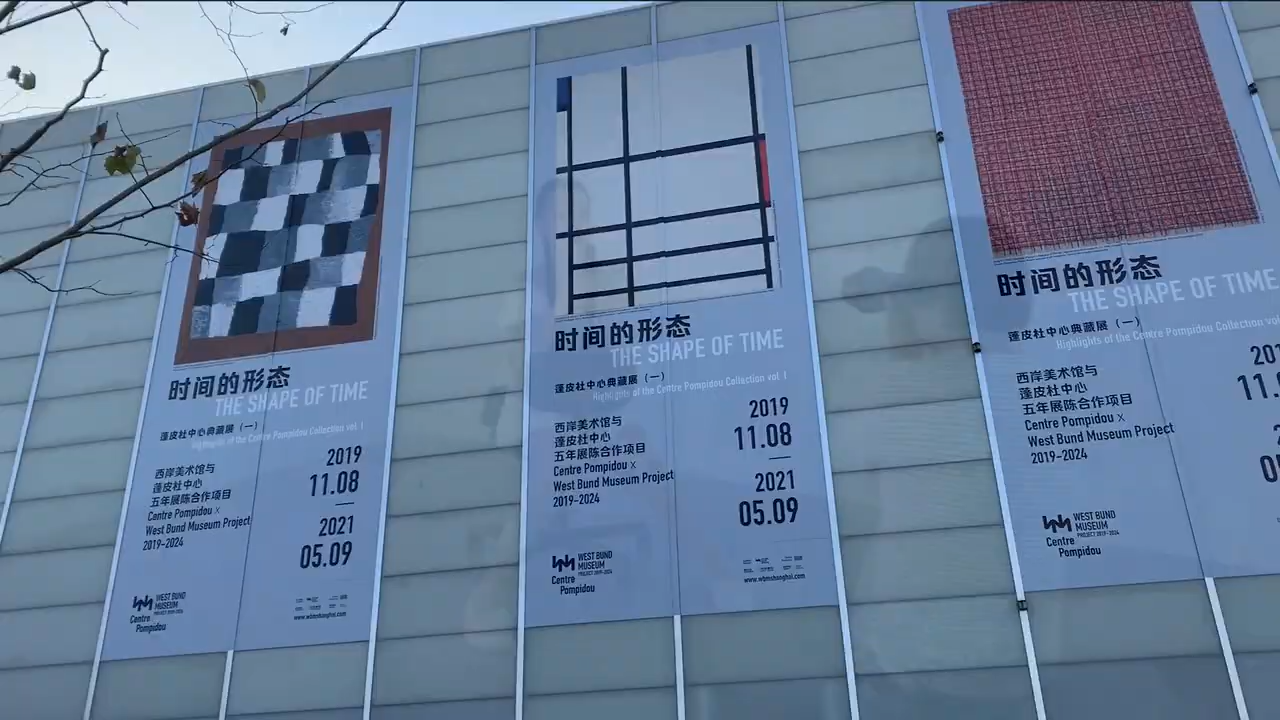 时间的形态
THE SHAPE OF TIME
蓬皮杜中心典藏展（一）
Highlights of the Centre Pompidou Collection vol. 1
西岸美术馆与
蓬皮杜中心
五年展陈合作项目
Centre Pompidou ×
West Bund Museum Project
2019-2024
2019
11.08
2021
05.09
WEST BUND
MUSEUM
PROJECT 2019-2024
Centre
Pompidou
www.wbmshanghai.com
时间的形态
THE SHAPE OF TIME
蓬皮杜中心典藏展（一）
Highlights of the Centre Pompidou Collection vol. 1
西岸美术馆与
蓬皮杜中心
五年展陈合作项目
Centre Pompidou ×
West Bund Museum Project
2019-2024
2019
11.08
—
2021
05.09
WEST BUND
MUSEUM
PROJECT 2019-2024
Centre
Pompidou
www.wbmshanghai.com
时间的形态
THE SHAPE OF TIME
蓬皮杜中心典藏展（一）
Highlights of the Centre Pompidou Collection vol
西岸美术馆与
蓬皮杜中心
五年展陈合作项目
Centre Pompidou ×
West Bund Museum Project
2019-2024
201
11.0
2
05
WEST BUND
MUSEUM
PROJECT 2019-2024
Centre
Pompidou